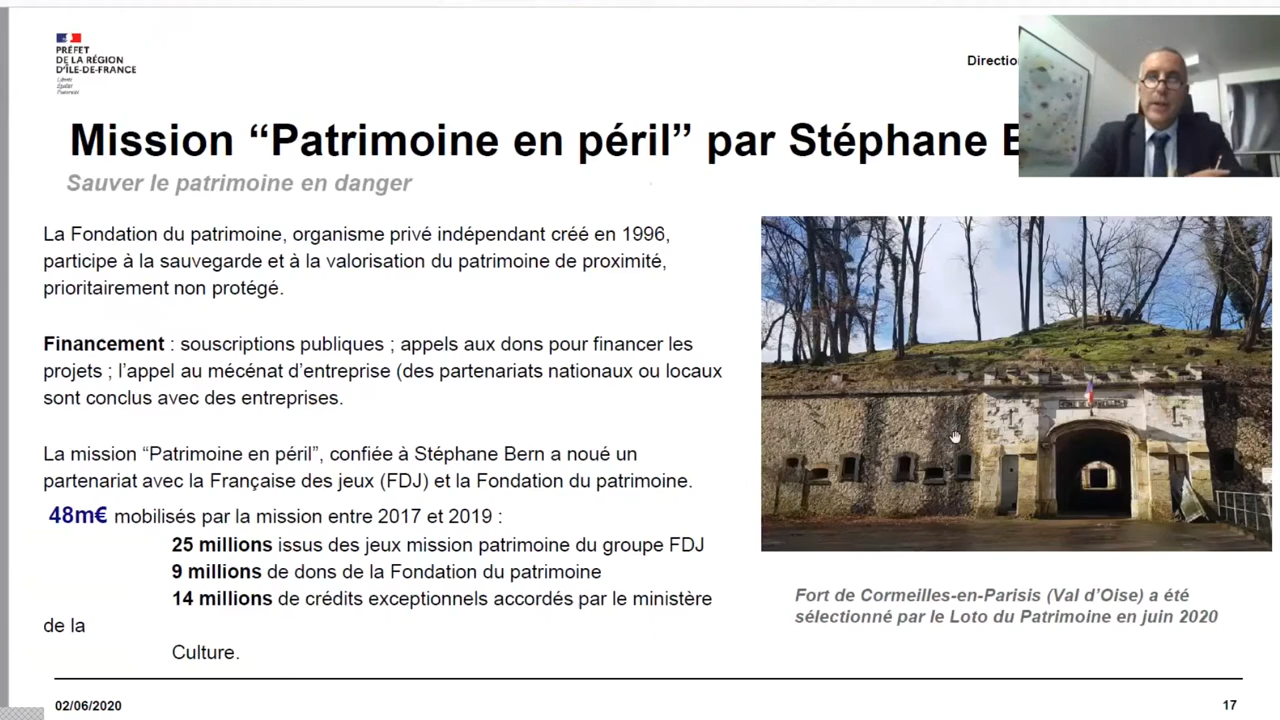 PRÉFET
DE LA RÉGION
D'ÎLE-DE-FRANCE
Liberté
Égalité
Fraternité
Directio
Mission “Patrimoine en péril” par Stéphane B
Sauver le patrimoine en danger
La Fondation du patrimoine, organisme privé indépendant créé en 1996,
participe à la sauvegarde et à la valorisation du patrimoine de proximité,
prioritairement non protégé.
Financement : souscriptions publiques ; appels aux dons pour financer les
projets ; l’appel au mécénat d’entreprise (des partenariats nationaux ou locaux
sont conclus avec des entreprises.
La mission “Patrimoine en péril”, confiée à Stéphane Bern a noué un
partenariat avec la Française des jeux (FDJ) et la Fondation du patrimoine.
48m€ mobilisés par la mission entre 2017 et 2019 :
25 millions issus des jeux mission patrimoine du groupe FDJ
9 millions de dons de la Fondation du patrimoine
14 millions de crédits exceptionnels accordés par le ministère
de la
Culture.
Fort de Cormeilles-en-Parisis (Val d’Oise) a été
sélectionné par le Loto du Patrimoine en juin 2020
02/06/2020
17